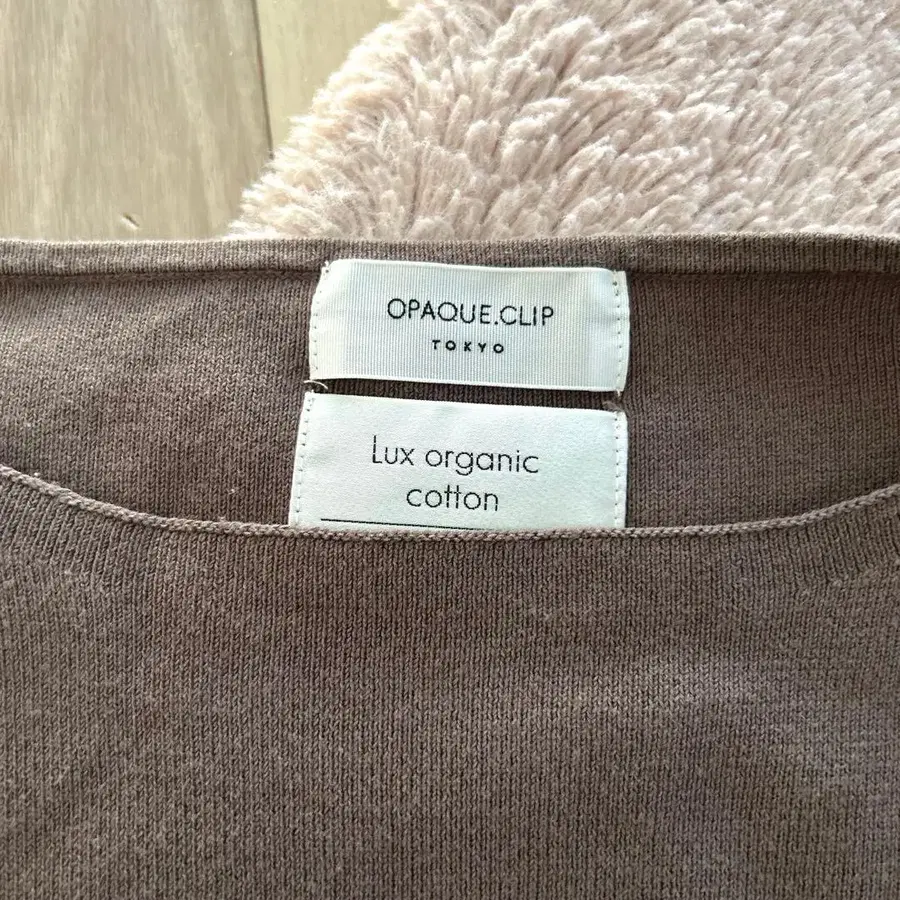 OPAQUE.CLIP
TOKYO
Lux organic
cotton